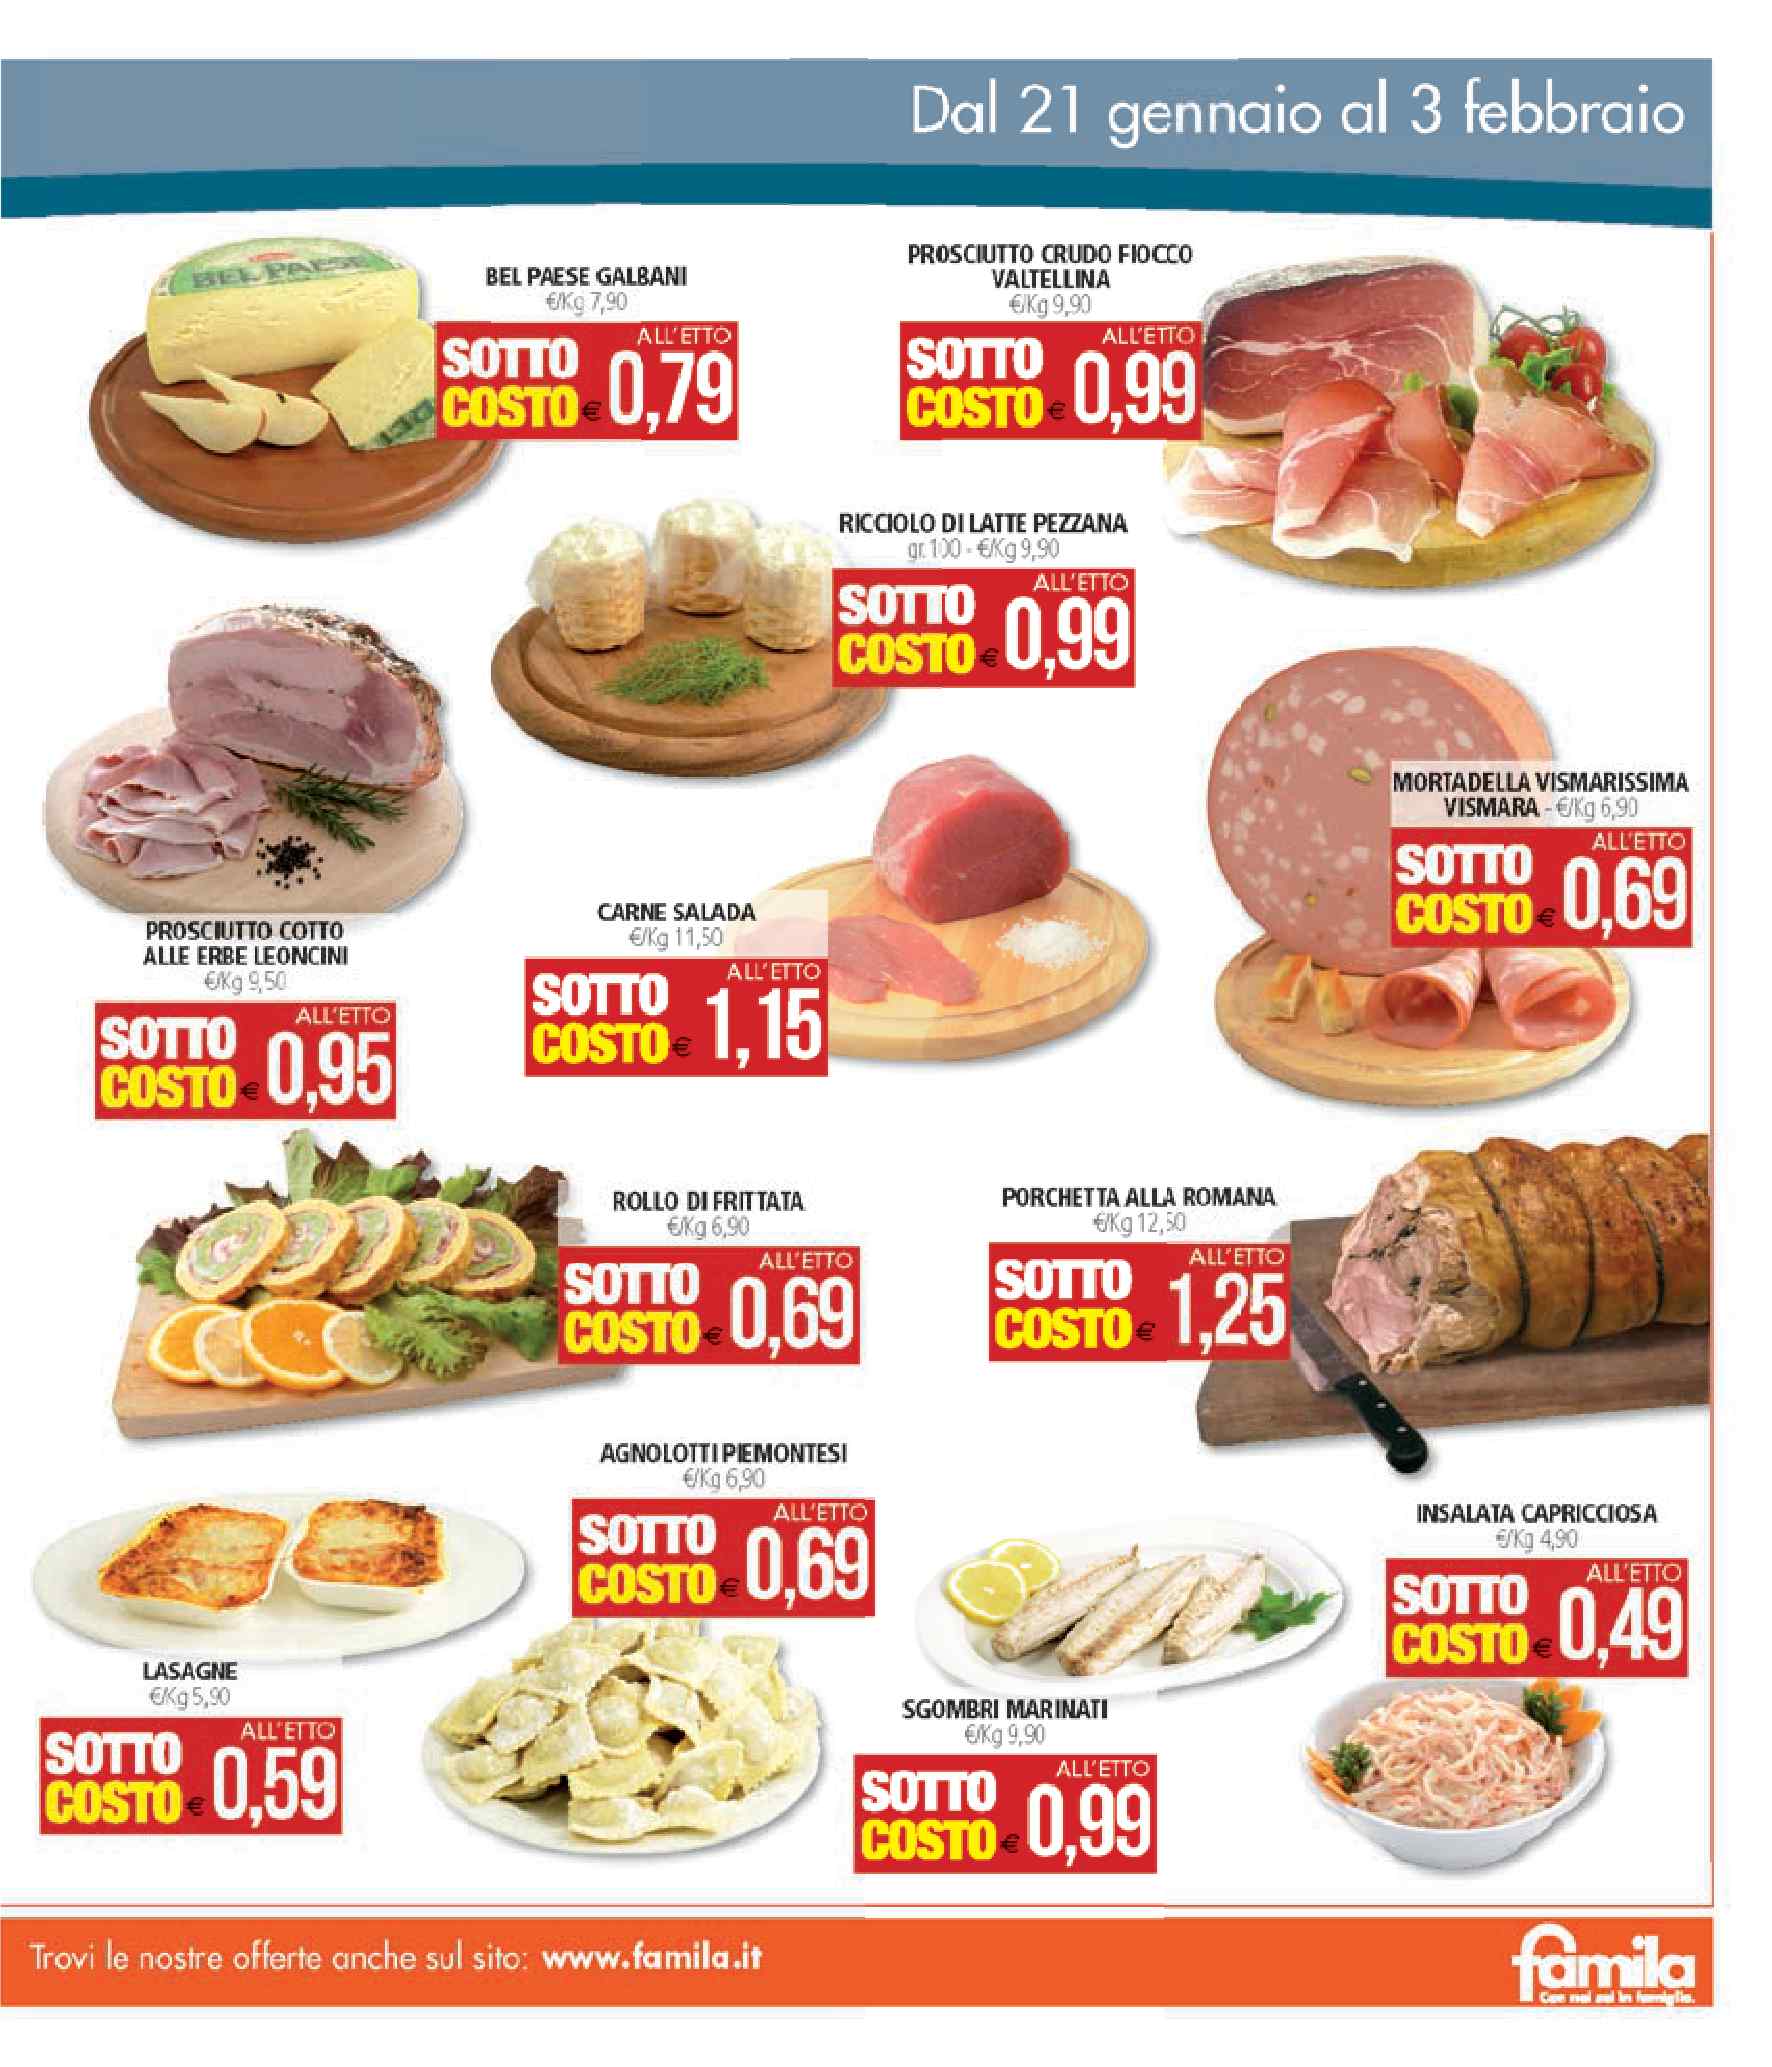 Dal 21 gennaio al 3 febbraio
BEL PAESE
BEL PAESE GALBANI
€/Kg 7,90
ALL'ETTO
SOTTO
COSTO € 0,79
PROSCIUTTO CRUDO FIOCCO
VALTELLINA
€/Kg 9,90
ALL'ETTO
SOTTO
COSTO € 0,99
RICCIOLO DI LATTE PEZZANA
gr. 100 - €/Kg 9,90
ALL'ETTO
SOTTO
COSTO € 0,99
MORTADELLA VISMARISSIMA
VISMARA - €/Kg 6,90
ALL'ETTO
SOTTO
COSTO € 0,69
PROSCIUTTO COTTO
ALLE ERBE LEONCINI
€/Kg 9,50
ALL'ETTO
SOTTO
COSTO € 0,95
CARNE SALADA
€/Kg 11,50
ALL'ETTO
SOTTO
COSTO € 1,15
ROLLO DI FRITTATA
€/Kg 6,90
ALL'ETTO
SOTTO
COSTO € 0,69
PORCHETTA ALLA ROMANA
€/Kg 12,50
ALL'ETTO
SOTTO
COSTO € 1,25
AGNOLOTTI PIEMONTESI
€/Kg 6,90
ALL'ETTO
SOTTO
COSTO € 0,69
INSALATA CAPRICCIOSA
€/Kg 4,90
ALL'ETTO
SOTTO
COSTO € 0,49
LASAGNE
€/Kg 5,90
ALL'ETTO
SOTTO
COSTO € 0,59
SGOMBRI MARINATI
€/Kg 9,90
ALL'ETTO
SOTTO
COSTO € 0,99
Trovi le nostre offerte anche sul sito: www.famila.it
famila
Con noi sei in famiglia.